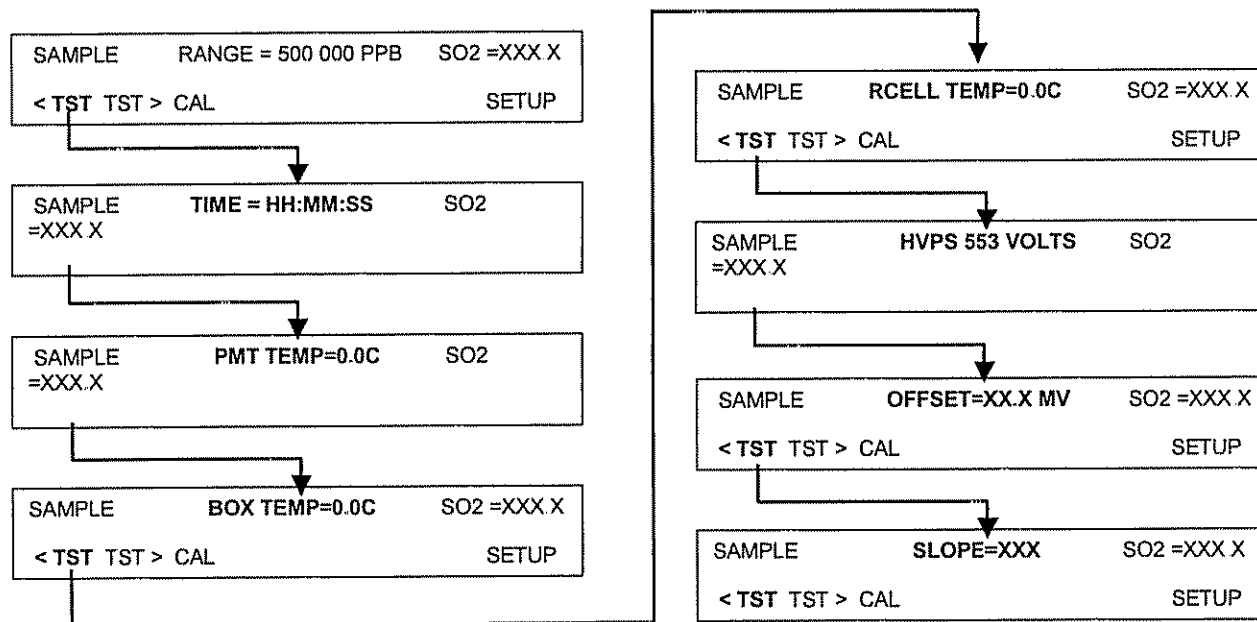 SAMPLE RANGE = 500 000 PPB SO2 =XXX.X
< TST TST > CAL SETUP
SAMPLE TIME = HH:MM:SS SO2
=XXX.X
SAMPLE PMT TEMP=0.0C SO2
=XXX.X
SAMPLE BOX TEMP=0.0C SO2 =XXX.X
< TST TST > CAL SETUP
SAMPLE RCELL TEMP=0.0C SO2 =XXX.X
< TST TST > CAL SETUP
SAMPLE HVPS 553 VOLTS SO2
=XXX.X
SAMPLE OFFSET=XX.X MV SO2 =XXX.X
< TST TST > CAL SETUP
SAMPLE SLOPE=XXX SO2 =XXX.X
< TST TST > CAL SETUP